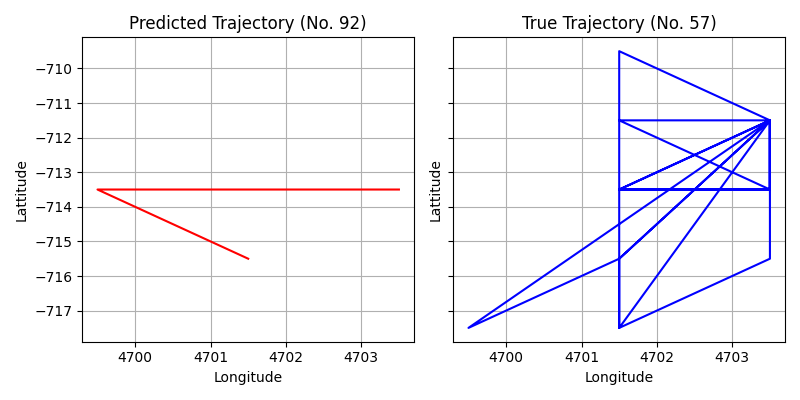 Predicted Trajectory (No. 92)
True Trajectory (No. 57)
−710
−711
−712
−713
−714
−715
−716
−717
Lattitude
Lattitude
4700
4701
4702
4703
4700
4701
4702
4703
Longitude
Longitude